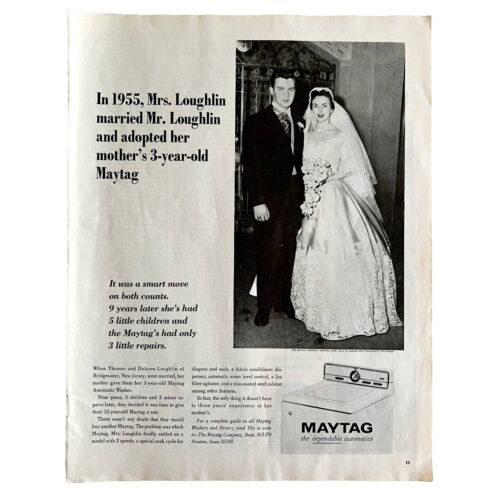 In 1955, Mrs. Loughlin
married Mr. Loughlin
and adopted her
mother's 3-year-old
Maytag
It was a smart move
on both counts.
9 years later she's had
5 little children and
the Maytag's had only
3 little repairs.
When Thomas and Dolores Loughlin of
Bridgewater, New Jersey, were married, her
mother gave them her 3-year-old Maytag
Automatic Washer.
Nine years, 5 children and 3 minor re-
pairs later, they decided it was time to give
their 12-year-old Maytag a rest.
There wasn't any doubt that they would
buy another Maytag. The problem was which
Maytag. Mrs. Loughlin finally settled on a
model with 2 speeds, a special soak cycle for
diapers and such, a fabric conditioner dis-
penser, automatic water level control, a lint
filter agitator, and a zinc-coated steel cabinet
among other features.
In fact, the only thing it doesn't have
is three years' experience at her
mother's.
For a complete guide to all Maytag
Washers and Dryers, send 10¢ in coin
to: The Maytag Company, Dept. 365-P9
Newton, Iowa 50208.
MAYTAG
the dependable automatics